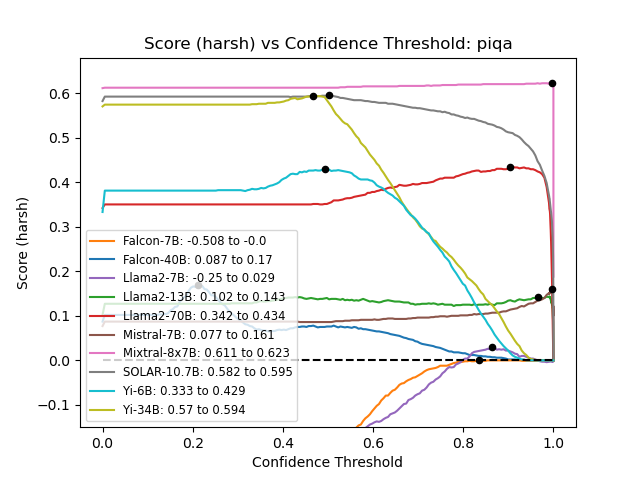 Score (harsh) vs Confidence Threshold: piqa
Score (harsh)
0.6
0.5
0.4
0.3
0.2
0.1
0.0
−0.1
Falcon-7B: -0.508 to -0.0
Falcon-40B: 0.087 to 0.17
Llama2-7B: -0.25 to 0.029
Llama2-13B: 0.102 to 0.143
Llama2-70B: 0.342 to 0.434
Mistral-7B: 0.077 to 0.161
Mixtral-8x7B: 0.611 to 0.623
SOLAR-10.7B: 0.582 to 0.595
Yi-6B: 0.333 to 0.429
Yi-34B: 0.57 to 0.594
0.0 0.2 0.4 0.6 0.8 1.0
Confidence Threshold